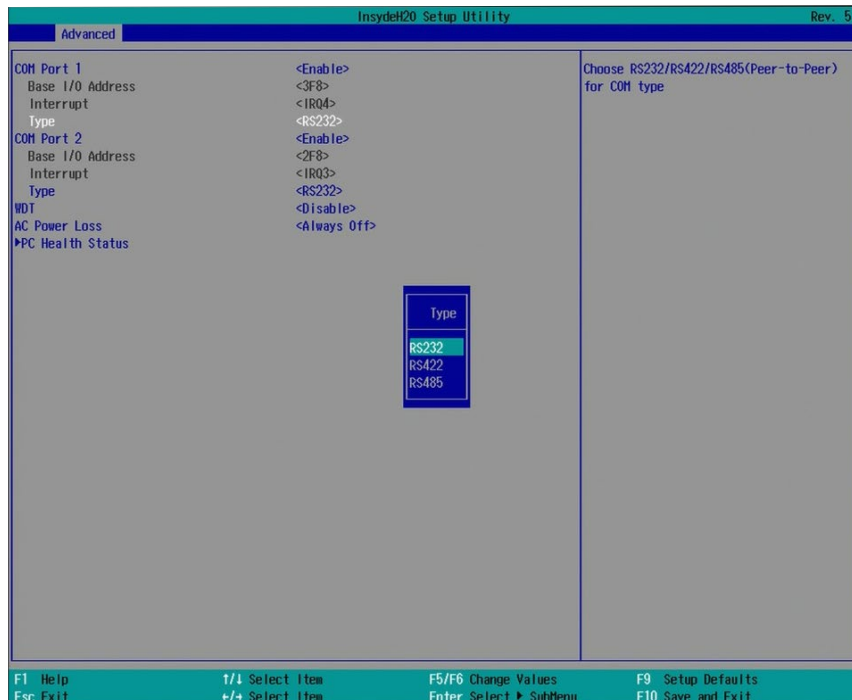 InsydeH20 Setup Utility Rev. 5
Advanced
COM Port 1 <Enable> Choose RS232/RS422/RS485(Peer-to-Peer)
Base I/O Address <3F8> for COM type
Interrupt <IRQ4>
Type <RS232>
COM Port 2 <Enable>
Base I/O Address <2F8>
Interrupt <IRQ3>
Type <RS232>
WDT <Disable>
AC Power Loss <Always Off>
▶PC Health Status
Type
RS232
RS422
RS485
F1 Help ↑/↓ Select Item F5/F6 Change Values F9 Setup Defaults
Esc Exit ←/→ Select Item Enter Select ▶ SubMenu F10 Save and Exit